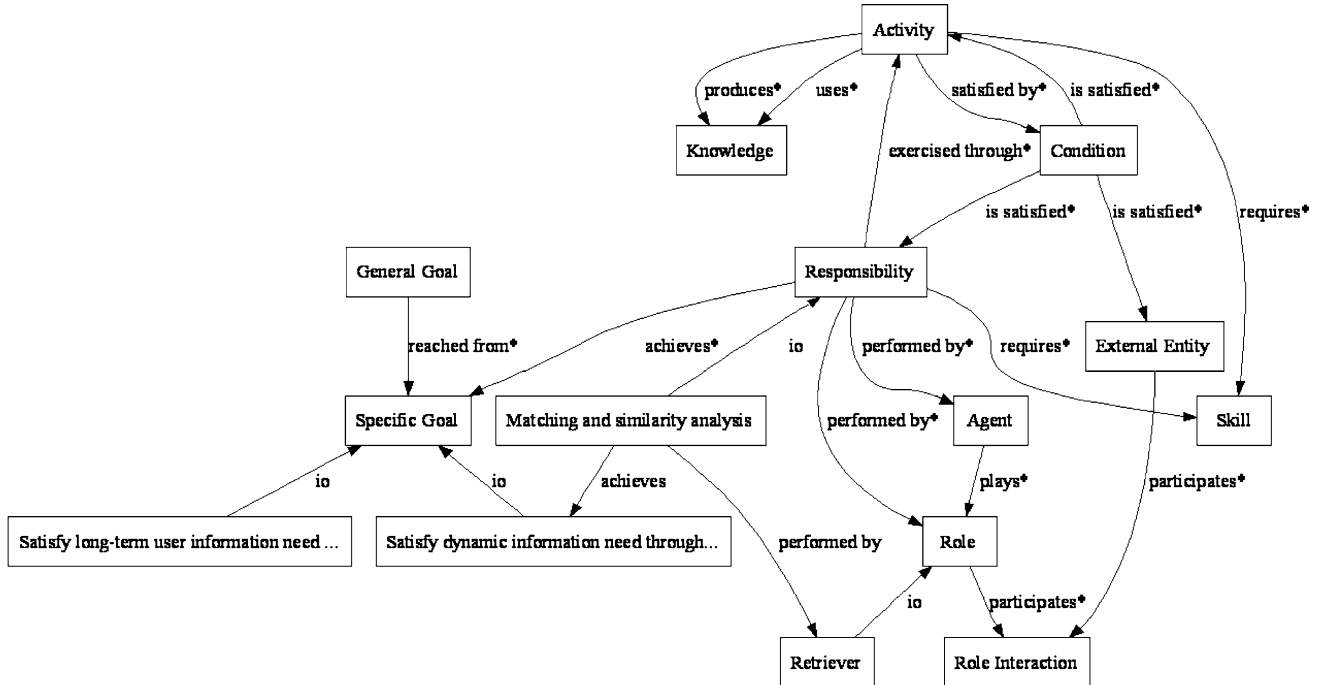 Activity
produces*
uses*
satisfied by*
is satisfied*
Knowledge
exercised through*
Condition
is satisfied*
is satisfied*
requires*
General Goal
Responsibility
reached from*
achieves*
io
performed by*
requires*
External Entity
Specific Goal
Matching and similarity analysis
performed by*
Agent
Skill
io
io
achieves
plays*
participates*
Satisfy long-term user information need ...
Satisfy dynamic information need through...
performed by
Role
io
participates*
Retriever
Role Interaction